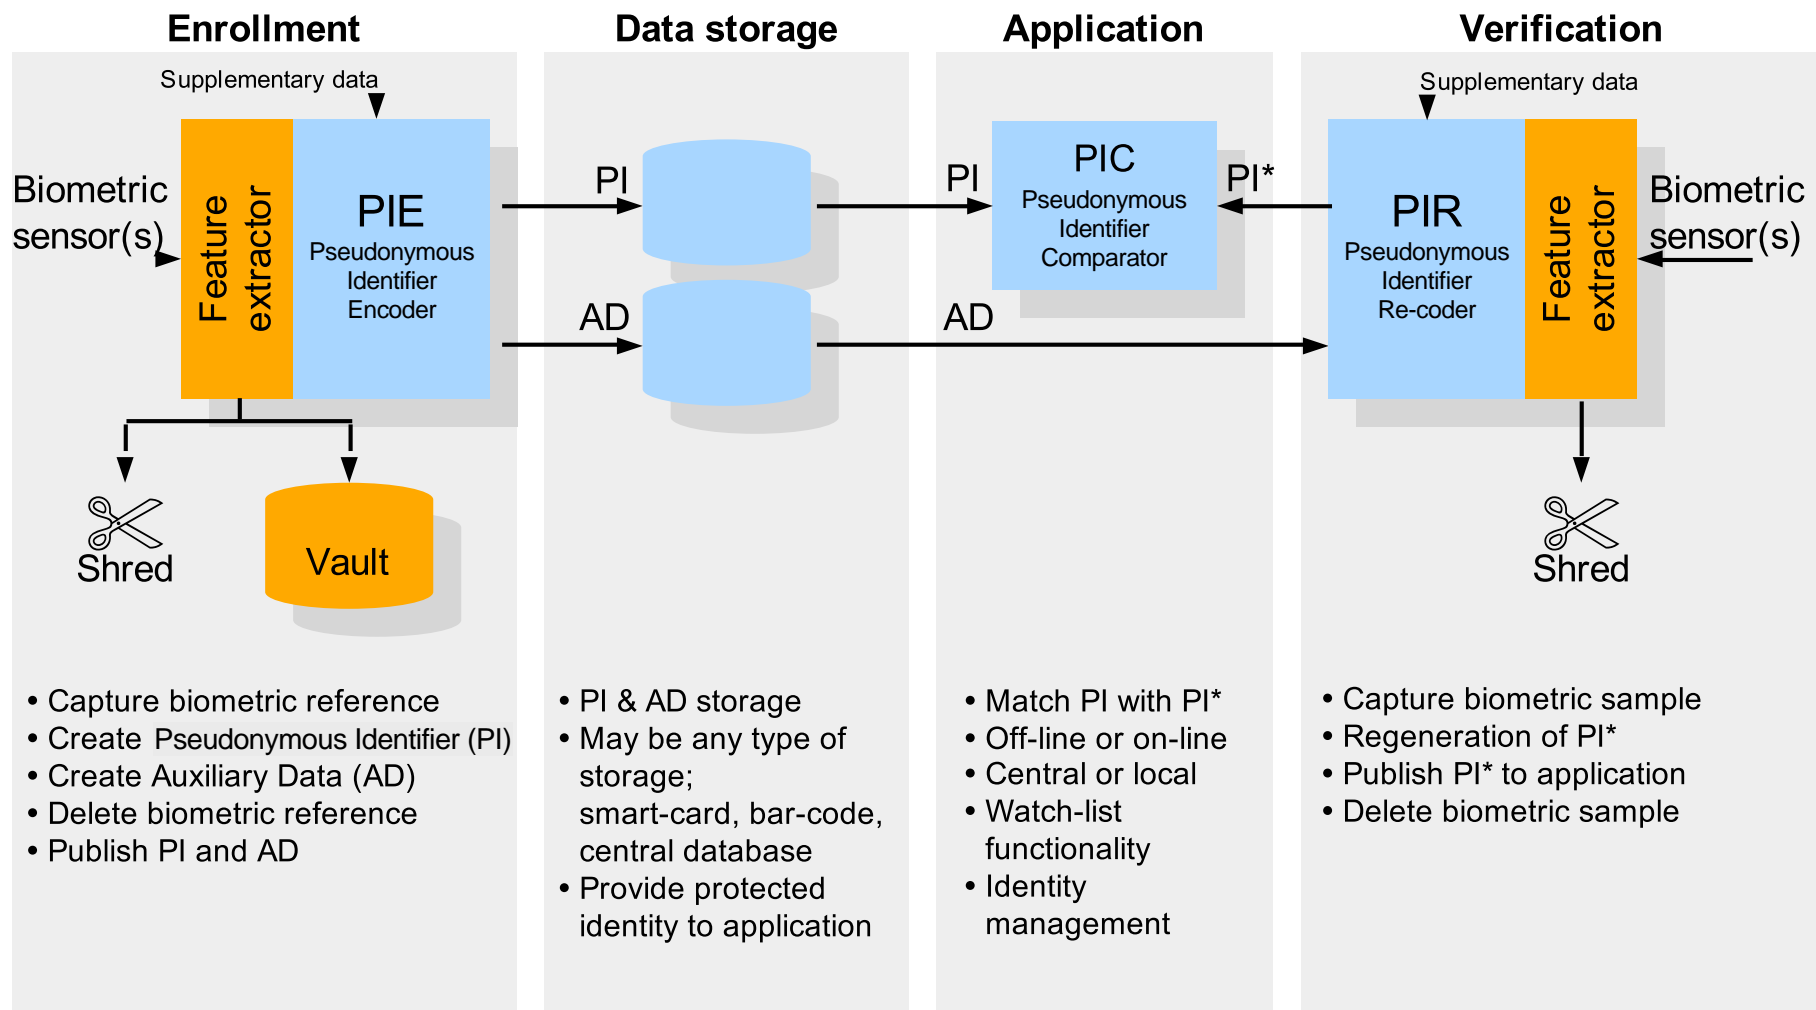 Enrollment
Supplementary data
Biometric
sensor(s)
Feature
extractor
PIE
Pseudonymous
Identifier
Encoder
Shred
Vault
• Capture biometric reference
• Create Pseudonymous Identifier (PI)
• Create Auxiliary Data (AD)
• Delete biometric reference
• Publish PI and AD
Data storage
PI
AD
• PI & AD storage
• May be any type of
storage;
smart-card, bar-code,
central database
• Provide protected
identity to application
Application
PI
PIC
Pseudonymous
Identifier
Comparator
PI*
AD
• Match PI with PI*
• Off-line or on-line
• Central or local
• Watch-list
functionality
• Identity
management
Verification
Supplementary data
PIR
Pseudonymous
Identifier
Re-coder
Feature
extractor
Biometric
sensor(s)
Shred
• Capture biometric sample
• Regeneration of PI*
• Publish PI* to application
• Delete biometric sample